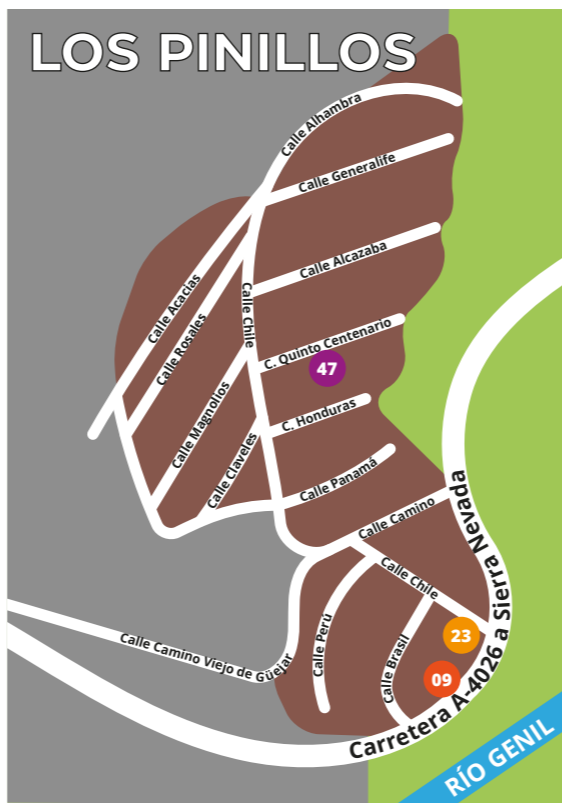 LOS PINILLOS
Calle Alhambra
Calle Generalife
Calle Alcazaba
Calle Acacias
Calle Rosales
Calle Chile
C. Quinto Centenario
47
Calle Magnolios
Calle Claveles
C. Honduras
Calle Panamá
Calle Camino
Calle Chile
Calle Perú
Calle Brasil
23
09
Calle Camino Viejo de Güejar
Carretera A-4026 a Sierra Nevada
RÍO GENIL